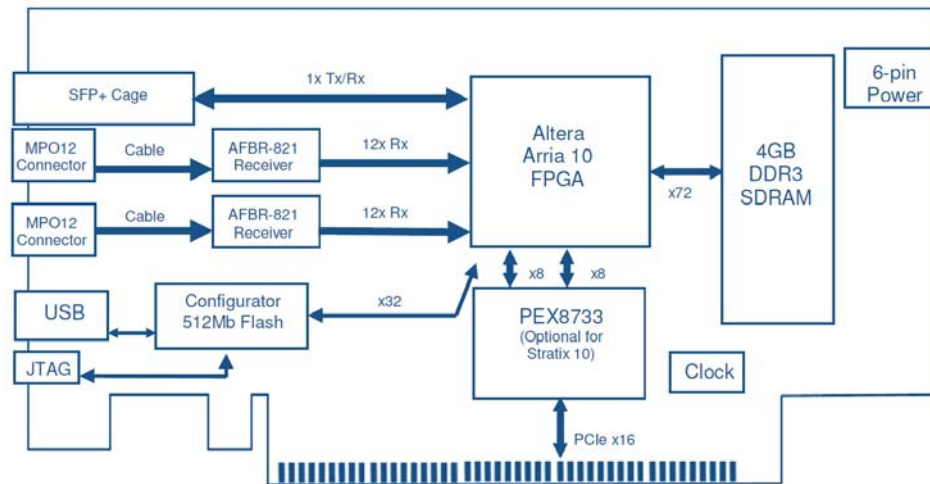 1x Tx/Rx
SFP+ Cage
6-pin
Power
MPO12
Connector
Cable
AFBR-821
Receiver
12x Rx
Altera
Arria 10
FPGA
x72
4GB
DDR3
SDRAM
MPO12
Connector
Cable
AFBR-821
Receiver
12x Rx
x8
x8
USB
Configurator
512Mb Flash
x32
PEX8733
(Optional for
Stratix 10)
JTAG
Clock
PCIe x16